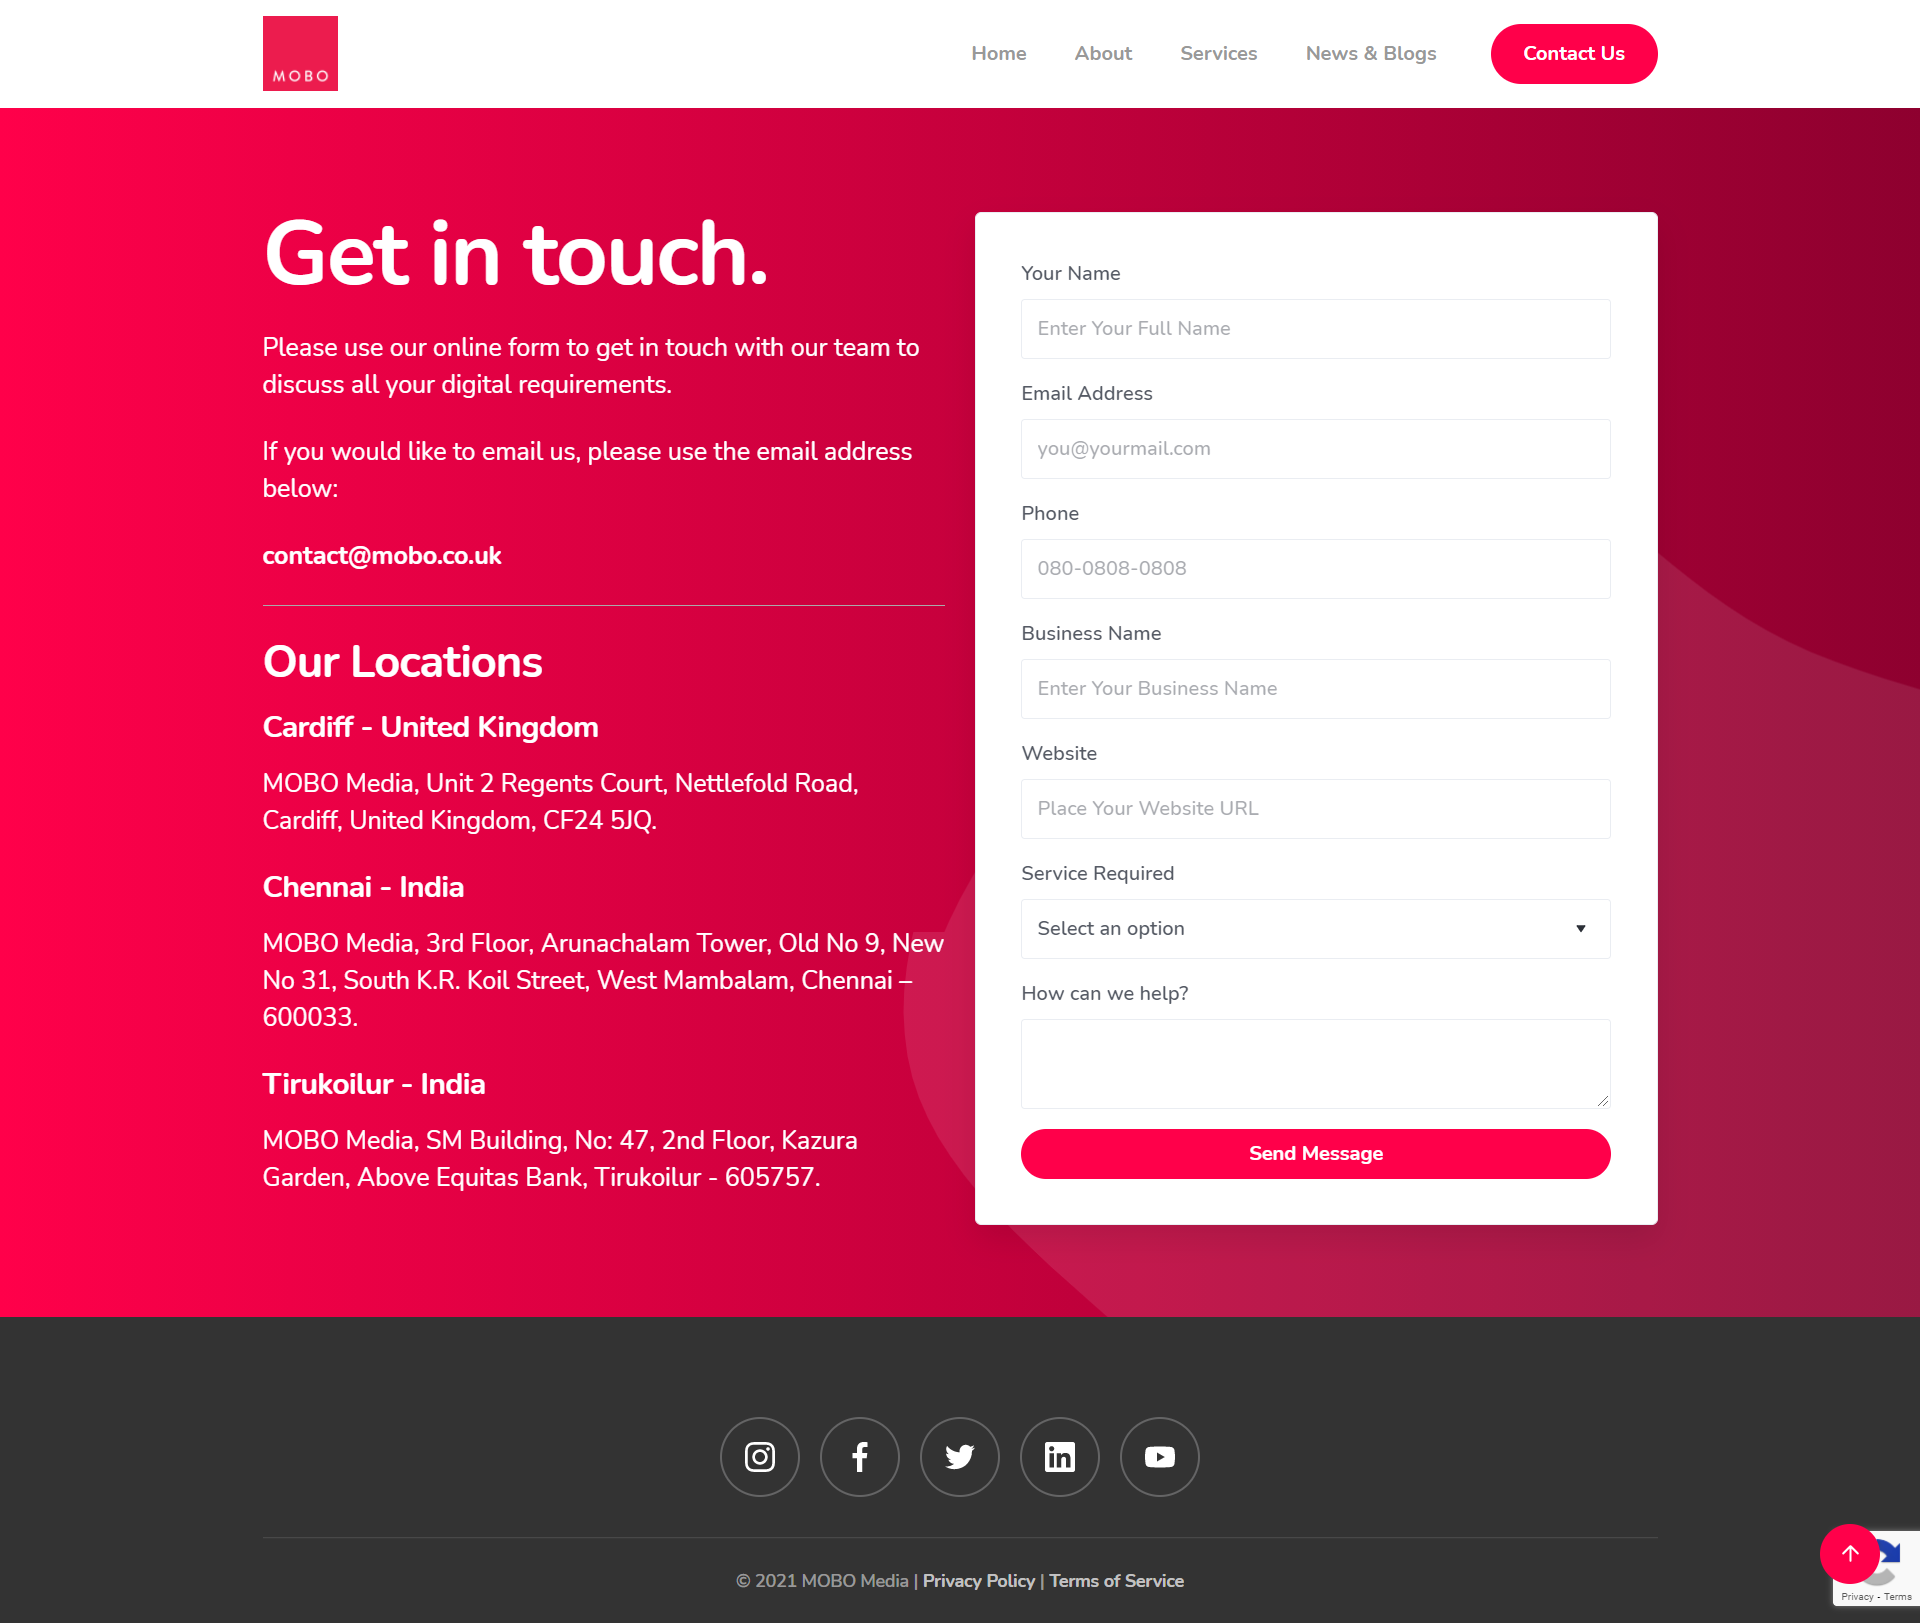 MOBO
Home
About
Services
News & Blogs
Contact Us
Get in touch.
Please use our online form to get in touch with our team to
discuss all your digital requirements.
If you would like to email us, please use the email address
below:
contact@mobo.co.uk
Our Locations
Cardiff - United Kingdom
MOBO Media, Unit 2 Regents Court, Nettlefold Road,
Cardiff, United Kingdom, CF24 5JQ.
Chennai - India
MOBO Media, 3rd Floor, Arunachalam Tower, Old No 9, New
No 31, South K.R. Koil Street, West Mambalam, Chennai –
600033.
Tirukoilur - India
MOBO Media, SM Building, No: 47, 2nd Floor, Kazura
Garden, Above Equitas Bank, Tirukoilur - 605757.
Your Name
Enter Your Full Name
Email Address
you@yourmail.com
Phone
080-0808-0808
Business Name
Enter Your Business Name
Website
Place Your Website URL
Service Required
Select an option
How can we help?
Send Message
© 2021 MOBO Media | Privacy Policy | Terms of Service
Privacy - Terms